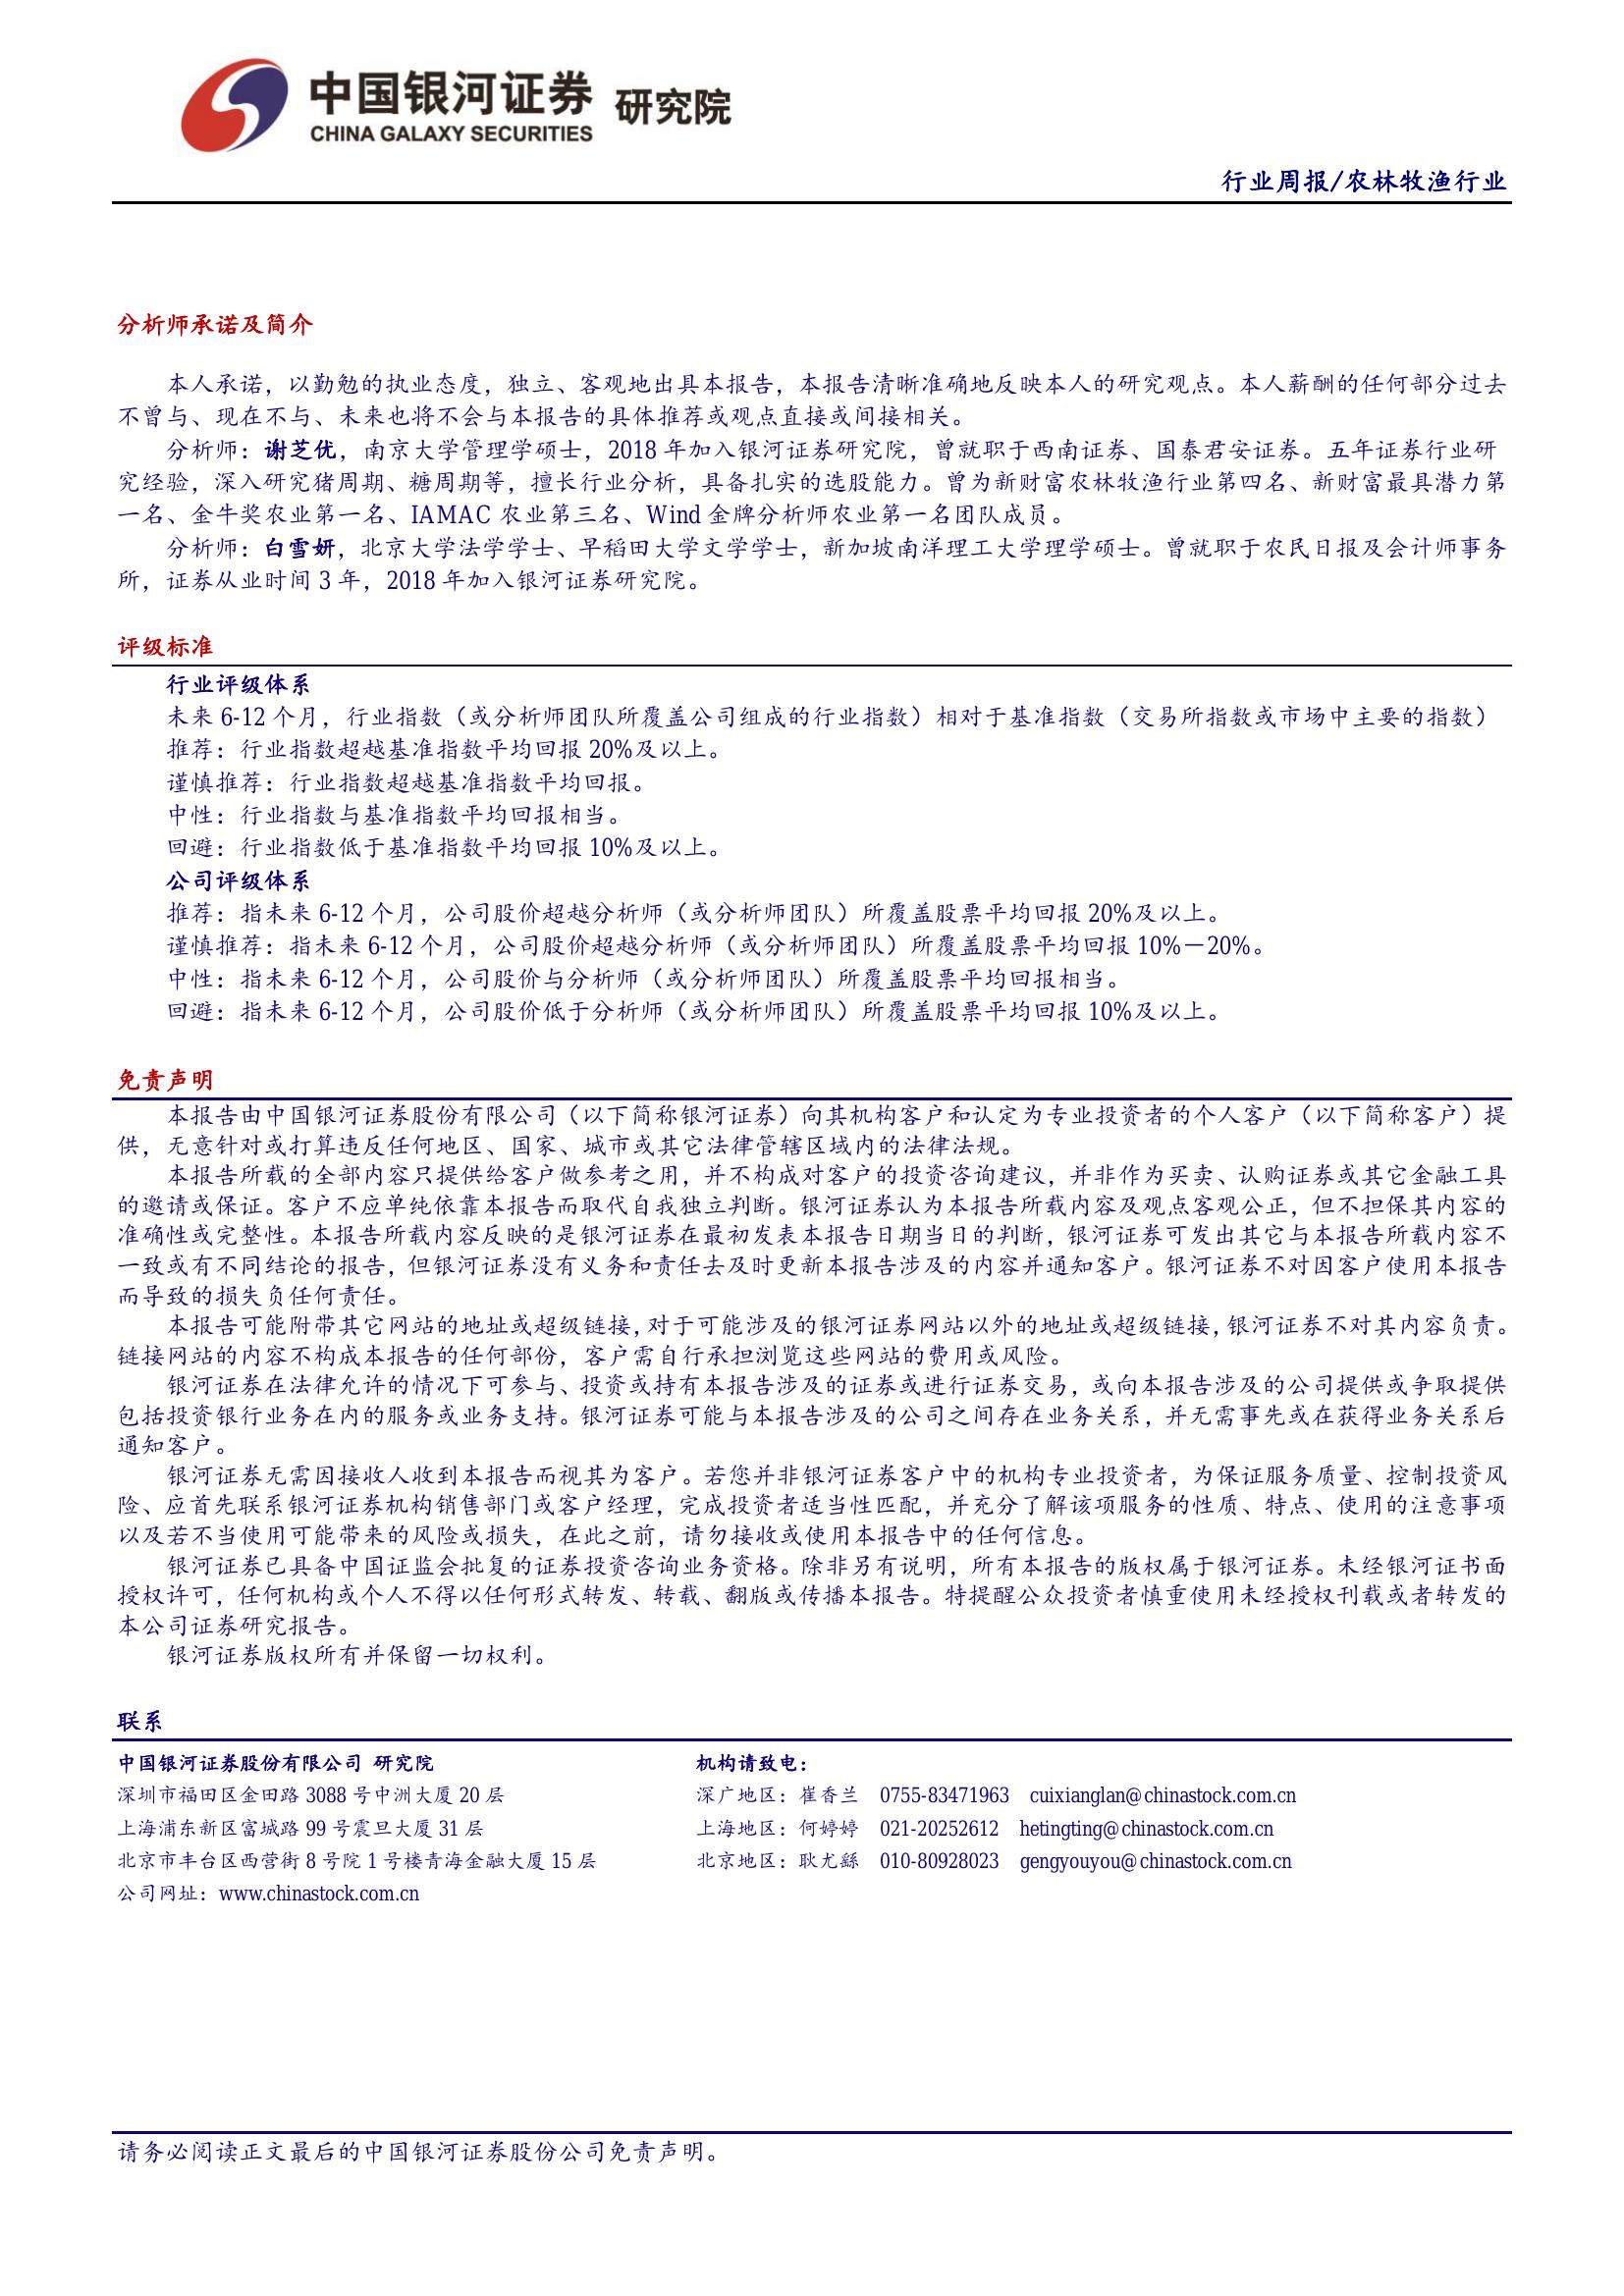 中国银河证券 研究院
CHINA GALAXY SECURITIES
行业周报/农林牧渔行业
分析师承诺及简介
本人承诺，以勤勉的执业态度，独立、客观地出具本报告，本报告清晰准确地反映本人的研究观点。本人薪酬的任何部分过去
不曾与、现在不与、未来也将不会与本报告的具体推荐或观点直接或间接相关。
分析师：谢芝优，南京大学管理学硕士，2018 年加入银河证券研究院，曾就职于西南证券、国泰君安证券。五年证券行业研
究经验，深入研究猪周期、糖周期等，擅长行业分析，具备扎实的选股能力。曾为新财富农林牧渔行业第四名、新财富最具潜力第
一名、金牛奖农业第一名、IAMAC 农业第三名、Wind 金牌分析师农业第一名团队成员。
分析师：白雪妍，北京大学法学学士、早稻田大学文学学士，新加坡南洋理工大学理学硕士。曾就职于农民日报及会计师事务
所，证券从业时间 3 年，2018 年加入银河证券研究院。
评级标准
行业评级体系
未来 6-12 个月，行业指数（或分析师团队所覆盖公司组成的行业指数）相对于基准指数（交易所指数或市场中主要的指数）
推荐：行业指数超越基准指数平均回报 20%及以上。
谨慎推荐：行业指数超越基准指数平均回报。
中性：行业指数与基准指数平均回报相当。
回避：行业指数低于基准指数平均回报 10%及以上。
公司评级体系
推荐：指未来 6-12 个月，公司股价超越分析师（或分析师团队）所覆盖股票平均回报 20%及以上。
谨慎推荐：指未来 6-12 个月，公司股价超越分析师（或分析师团队）所覆盖股票平均回报 10%－20%。
中性：指未来 6-12 个月，公司股价与分析师（或分析师团队）所覆盖股票平均回报相当。
回避：指未来 6-12 个月，公司股价低于分析师（或分析师团队）所覆盖股票平均回报 10%及以上。
免责声明
本报告由中国银河证券股份有限公司（以下简称银河证券）向其机构客户和认定为专业投资者的个人客户（以下简称客户）提
供，无意针对或打算违反任何地区、国家、城市或其它法律管辖区域内的法律法规。
本报告所载的全部内容只提供给客户做参考之用，并不构成对客户的投资咨询建议，并非作为买卖、认购证券或其它金融工具
的邀请或保证。客户不应单纯依靠本报告而取代自我独立判断。银河证券认为本报告所载内容及观点客观公正，但不担保其内容的
准确性或完整性。本报告所载内容反映的是银河证券在最初发表本报告日期当日的判断，银河证券可发出其它与本报告所载内容不
一致或有不同结论的报告，但银河证券没有义务和责任去及时更新本报告涉及的内容并通知客户。银河证券不对因客户使用本报告
而导致的损失负任何责任。
本报告可能附带其它网站的地址或超级链接，对于可能涉及的银河证券网站以外的地址或超级链接，银河证券不对其内容负责。
链接网站的内容不构成本报告的任何部份，客户需自行承担浏览这些网站的费用或风险。
银河证券在法律允许的情况下可参与、投资或持有本报告涉及的证券或进行证券交易，或向本报告涉及的公司提供或争取提供
包括投资银行业务在内的服务或业务支持。银河证券可能与本报告涉及的公司之间存在业务关系，并无需事先或在获得业务关系后
通知客户。
银河证券无需因接收人收到本报告而视其为客户。若您并非银河证券客户中的机构专业投资者，为保证服务质量、控制投资风
险、应首先联系银河证券机构销售部门或客户经理，完成投资者适当性匹配，并充分了解该项服务的性质、特点、使用的注意事项
以及若不当使用可能带来的风险或损失，在此之前，请勿接收或使用本报告中的任何信息。
银河证券已具备中国证监会批复的证券投资咨询业务资格。除非另有说明，所有本报告的版权属于银河证券。未经银河证书面
授权许可，任何机构或个人不得以任何形式转发、转载、翻版或传播本报告。特提醒公众投资者慎重使用未经授权刊载或者转发的
本公司证券研究报告。
银河证券版权所有并保留一切权利。
联系
中国银河证券股份有限公司 研究院 机构请致电：
深圳市福田区金田路 3088 号中洲大厦 20 层 深广地区：崔香兰 0755-83471963 cuixianglan@chinastock.com.cn
上海浦东新区富城路 99 号震旦大厦 31 层 上海地区：何婷婷 021-20252612 hetingting@chinastock.com.cn
北京市丰台区西营街 8 号院 1 号楼青海金融大厦 15 层 北京地区：耿尤繇 010-80928023 gengyouyou@chinastock.com.cn
公司网址：www.chinastock.com.cn
请务必阅读正文最后的中国银河证券股份公司免责声明。